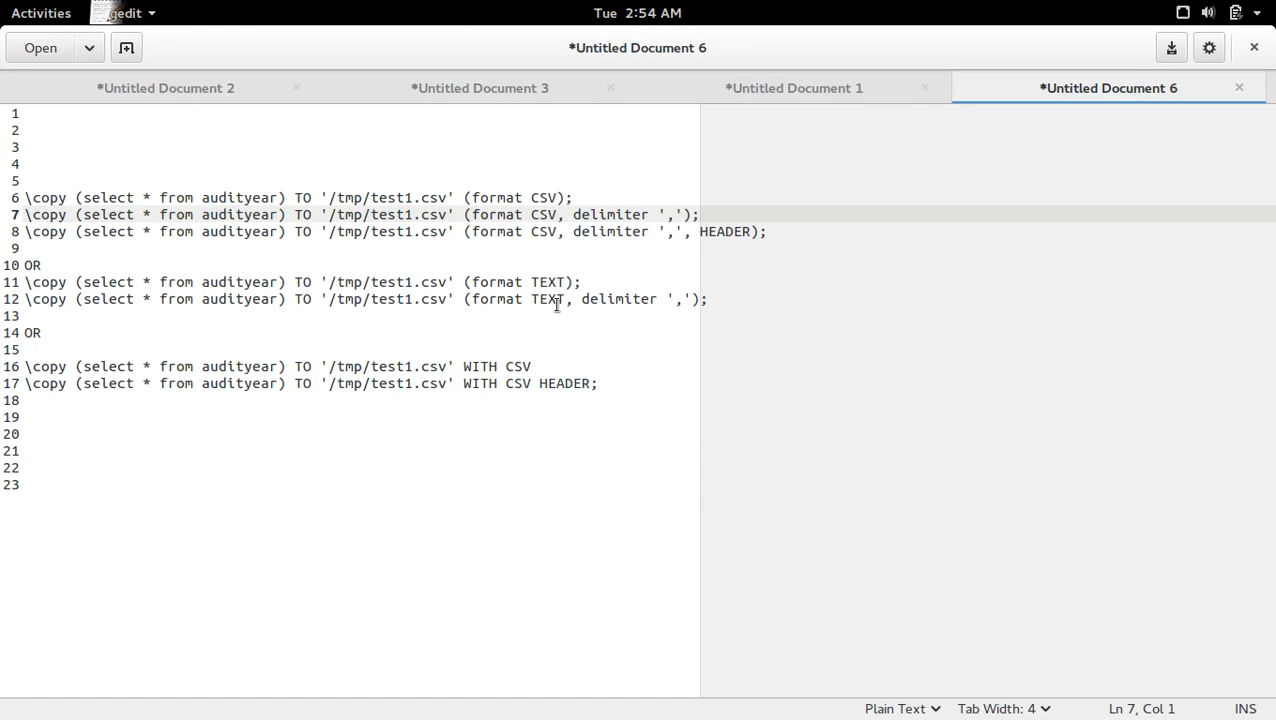 Activities gedit Tue 2:54 AM
Open *Untitled Document 6
*Untitled Document 2 *Untitled Document 3 *Untitled Document 1 *Untitled Document 6
1
2
3
4
5
6 \copy (select * from audityear) TO '/tmp/test1.csv' (format CSV);
7 \copy (select * from audityear) TO '/tmp/test1.csv' (format CSV, delimiter ',');
8 \copy (select * from audityear) TO '/tmp/test1.csv' (format CSV, delimiter ',', HEADER);
9
10 OR
11 \copy (select * from audityear) TO '/tmp/test1.csv' (format TEXT);
12 \copy (select * from audityear) TO '/tmp/test1.csv' (format TEXT, delimiter ',');
13
14 OR
15
16 \copy (select * from audityear) TO '/tmp/test1.csv' WITH CSV
17 \copy (select * from audityear) TO '/tmp/test1.csv' WITH CSV HEADER;
18
19
20
21
22
23
Plain Text Tab Width: 4 Ln 7, Col 1 INS